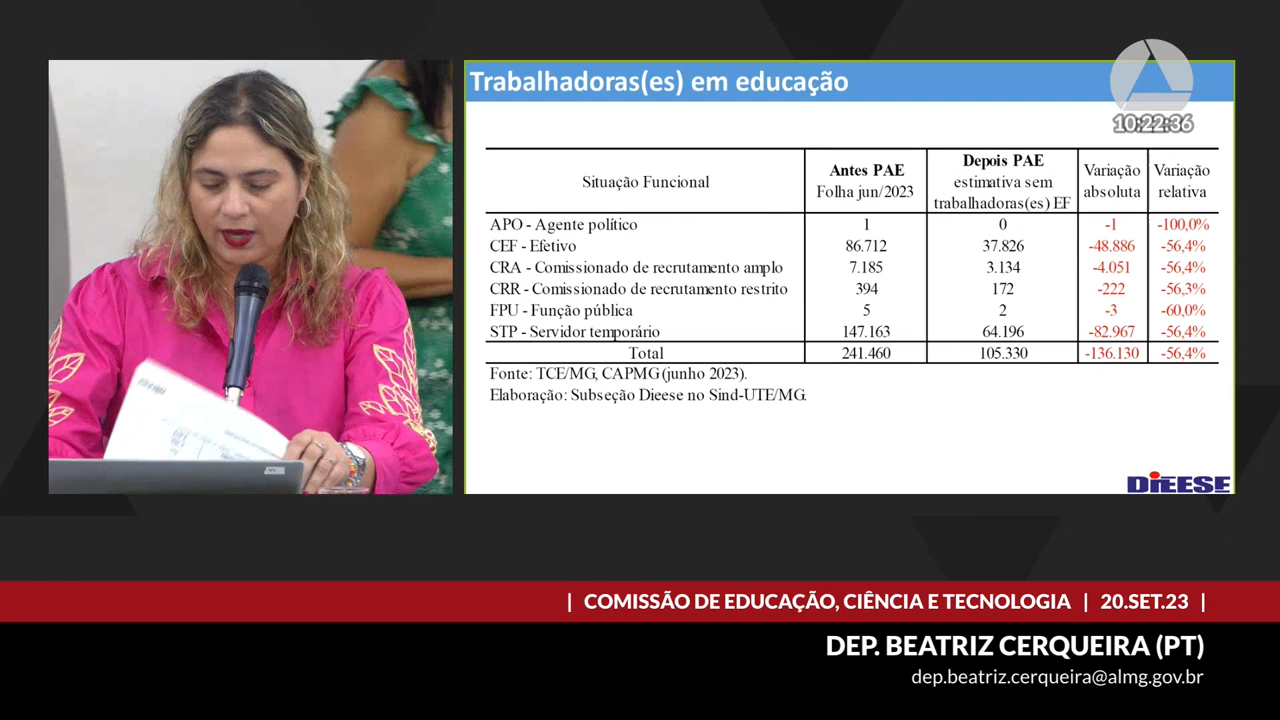 Trabalhadoras(es) em educação
10:22:36
Situação Funcional | Antes PAE Folha jun/2023 | Depois PAE estimativa sem trabalhadoras(es) EF | Variação absoluta | Variação relativa
APO - Agente político 1 0 -1 -100,0%
CEF - Efetivo 86.712 37.826 -48.886 -56,4%
CRA - Comissionado de recrutamento amplo 7.185 3.134 -4.051 -56,4%
CRR - Comissionado de recrutamento restrito 394 172 -222 -56,3%
FPU - Função pública 5 2 -3 -60,0%
STP - Servidor temporário 147.163 64.196 -82.967 -56,4%
Total 241.460 105.330 -136.130 -56,4%
Fonte: TCE/MG, CAPMG (junho 2023).
Elaboração: Subseção Dieese no Sind-UTE/MG.
DIEESE
| COMISSÃO DE EDUCAÇÃO, CIÊNCIA E TECNOLOGIA | 20.SET.23 |
DEP. BEATRIZ CERQUEIRA (PT)
dep.beatriz.cerqueira@almg.gov.br